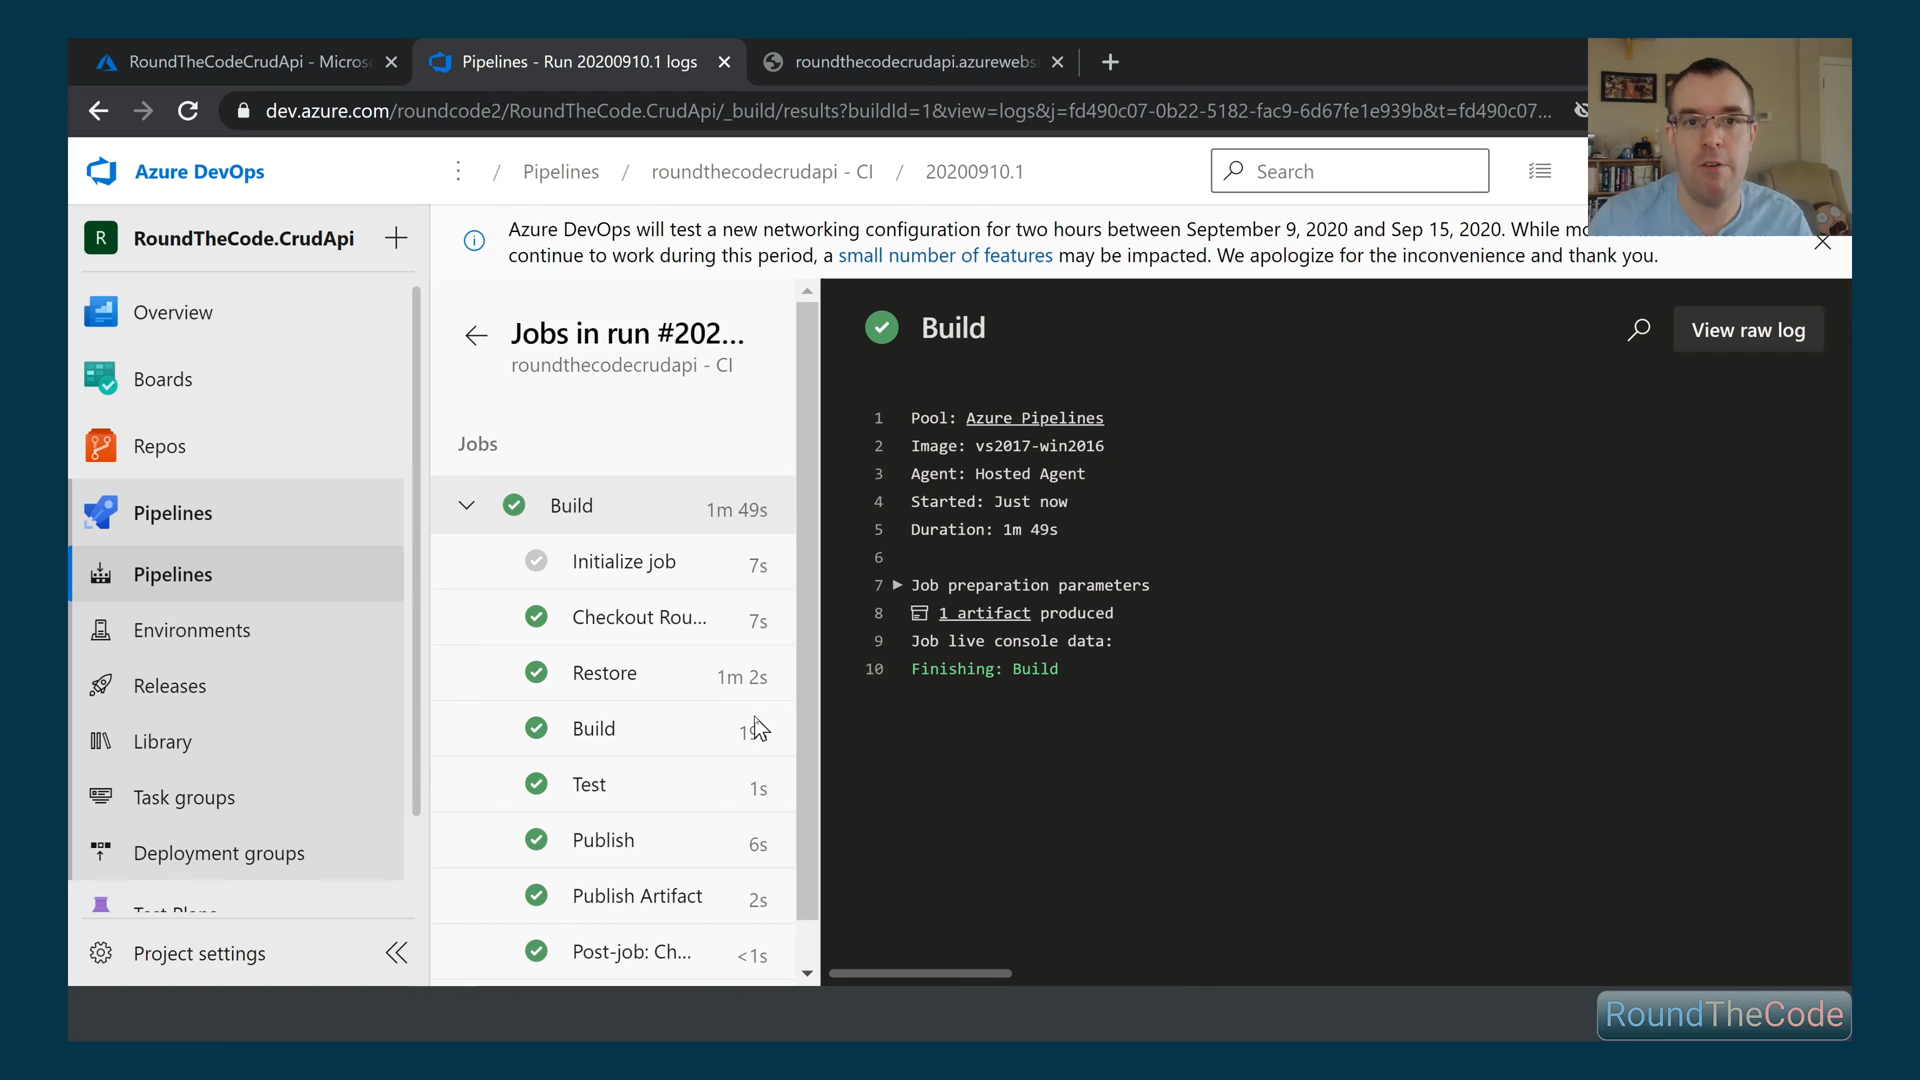 RoundTheCodeCrudApi - Micros
Pipelines - Run 20200910.1 logs
roundthecodecrudapi.azurewebs
dev.azure.com/roundcode2/RoundTheCode.CrudApi/_build/results?buildId=1&view=logs&j=fd490c07-0b22-5182-fac9-6d67fe1e939b&t=fd490c07...
Azure DevOps
/ Pipelines / roundthecodecrudapi - CI / 20200910.1
Search
R RoundTheCode.CrudApi
Azure DevOps will test a new networking configuration for two hours between September 9, 2020 and Sep 15, 2020. While mo
continue to work during this period, a small number of features may be impacted. We apologize for the inconvenience and thank you.
Overview
Boards
Repos
Pipelines
Pipelines
Environments
Releases
Library
Task groups
Deployment groups
Test Plans
Project settings
Jobs in run #202...
roundthecodecrudapi - CI
Jobs
Build 1m 49s
Initialize job 7s
Checkout Rou... 7s
Restore 1m 2s
Build
Test 1s
Publish 6s
Publish Artifact 2s
Post-job: Ch... <1s
Build
View raw log
1 Pool: Azure Pipelines
2 Image: vs2017-win2016
3 Agent: Hosted Agent
4 Started: Just now
5 Duration: 1m 49s
6
7 Job preparation parameters
8 1 artifact produced
9 Job live console data:
10 Finishing: Build
RoundTheCode